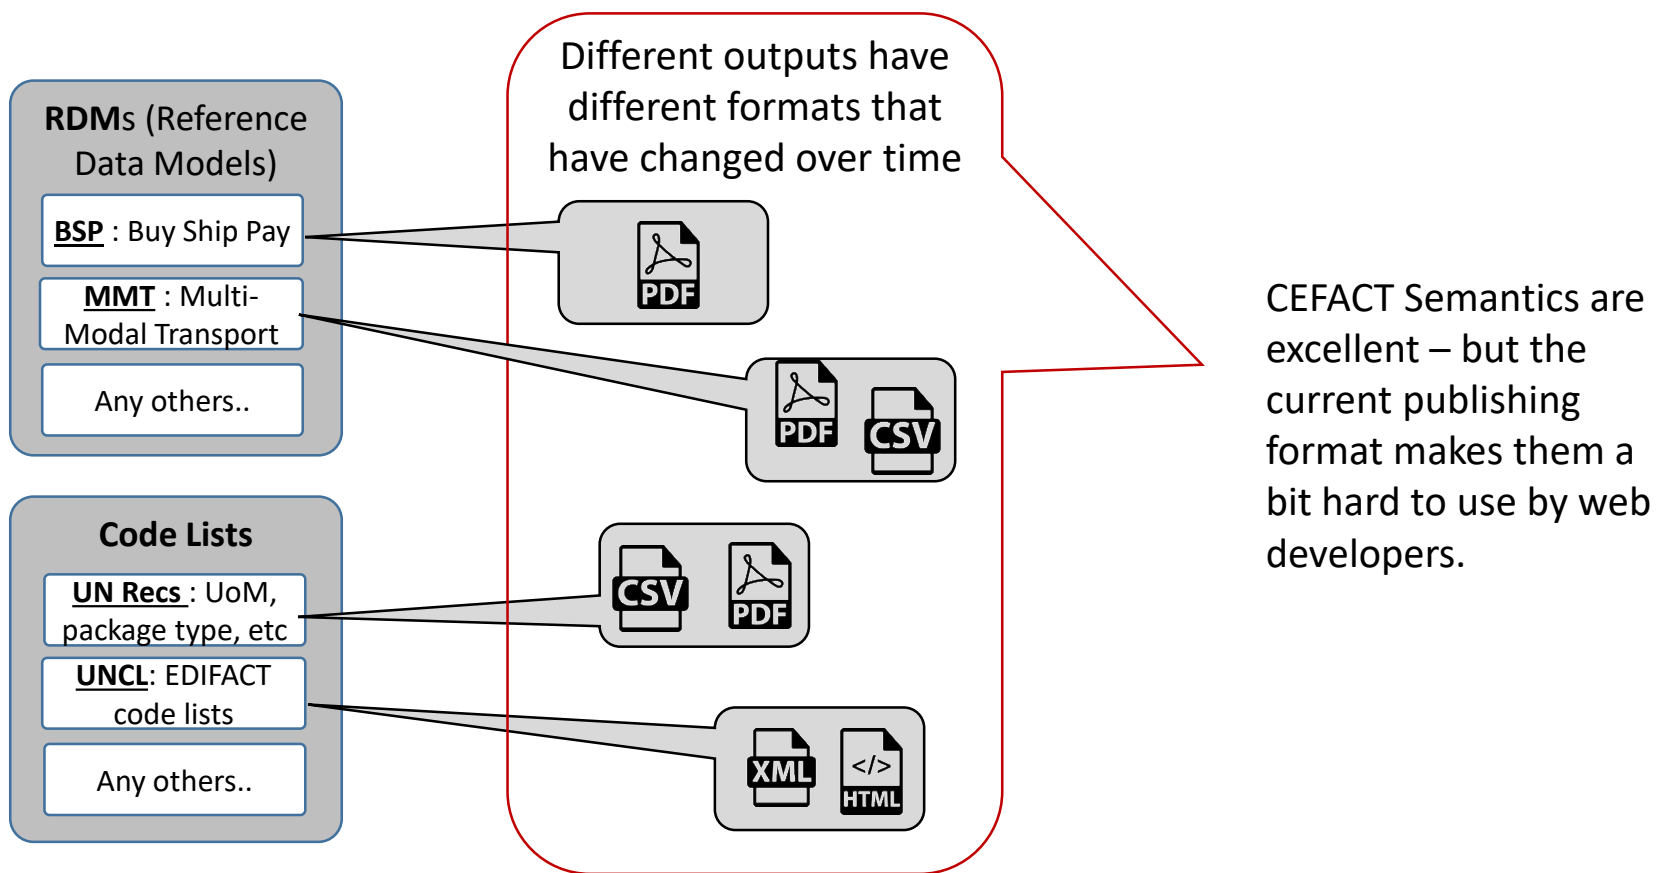 RDMs (Reference
Data Models)
BSP : Buy Ship Pay
MMT : Multi-
Modal Transport
Any others..
Code Lists
UN Recs : UoM,
package type, etc
UNCL: EDIFACT
code lists
Any others..
Different outputs have
different formats that
have changed over time
PDF
PDF
CSV
CSV
PDF
XML
</>
HTML
CEFACT Semantics are
excellent – but the
current publishing
format makes them a
bit hard to use by web
developers.